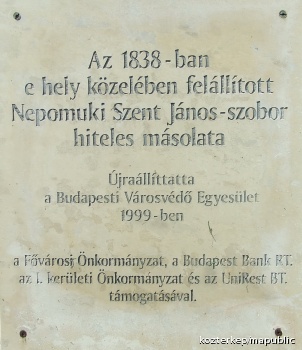 Az 1838-ban
e hely közelében felállított
Nepomuki Szent János-szobor
hiteles másolata
Újraállíttatta
a Budapesti Városvédő Egyesület
1999-ben
a Fővárosi Önkormányzat, a Budapest Bank RT.
az I. kerületi Önkormányzat és az UniRest BT.
támogatásával.
kozterkep/mapublic